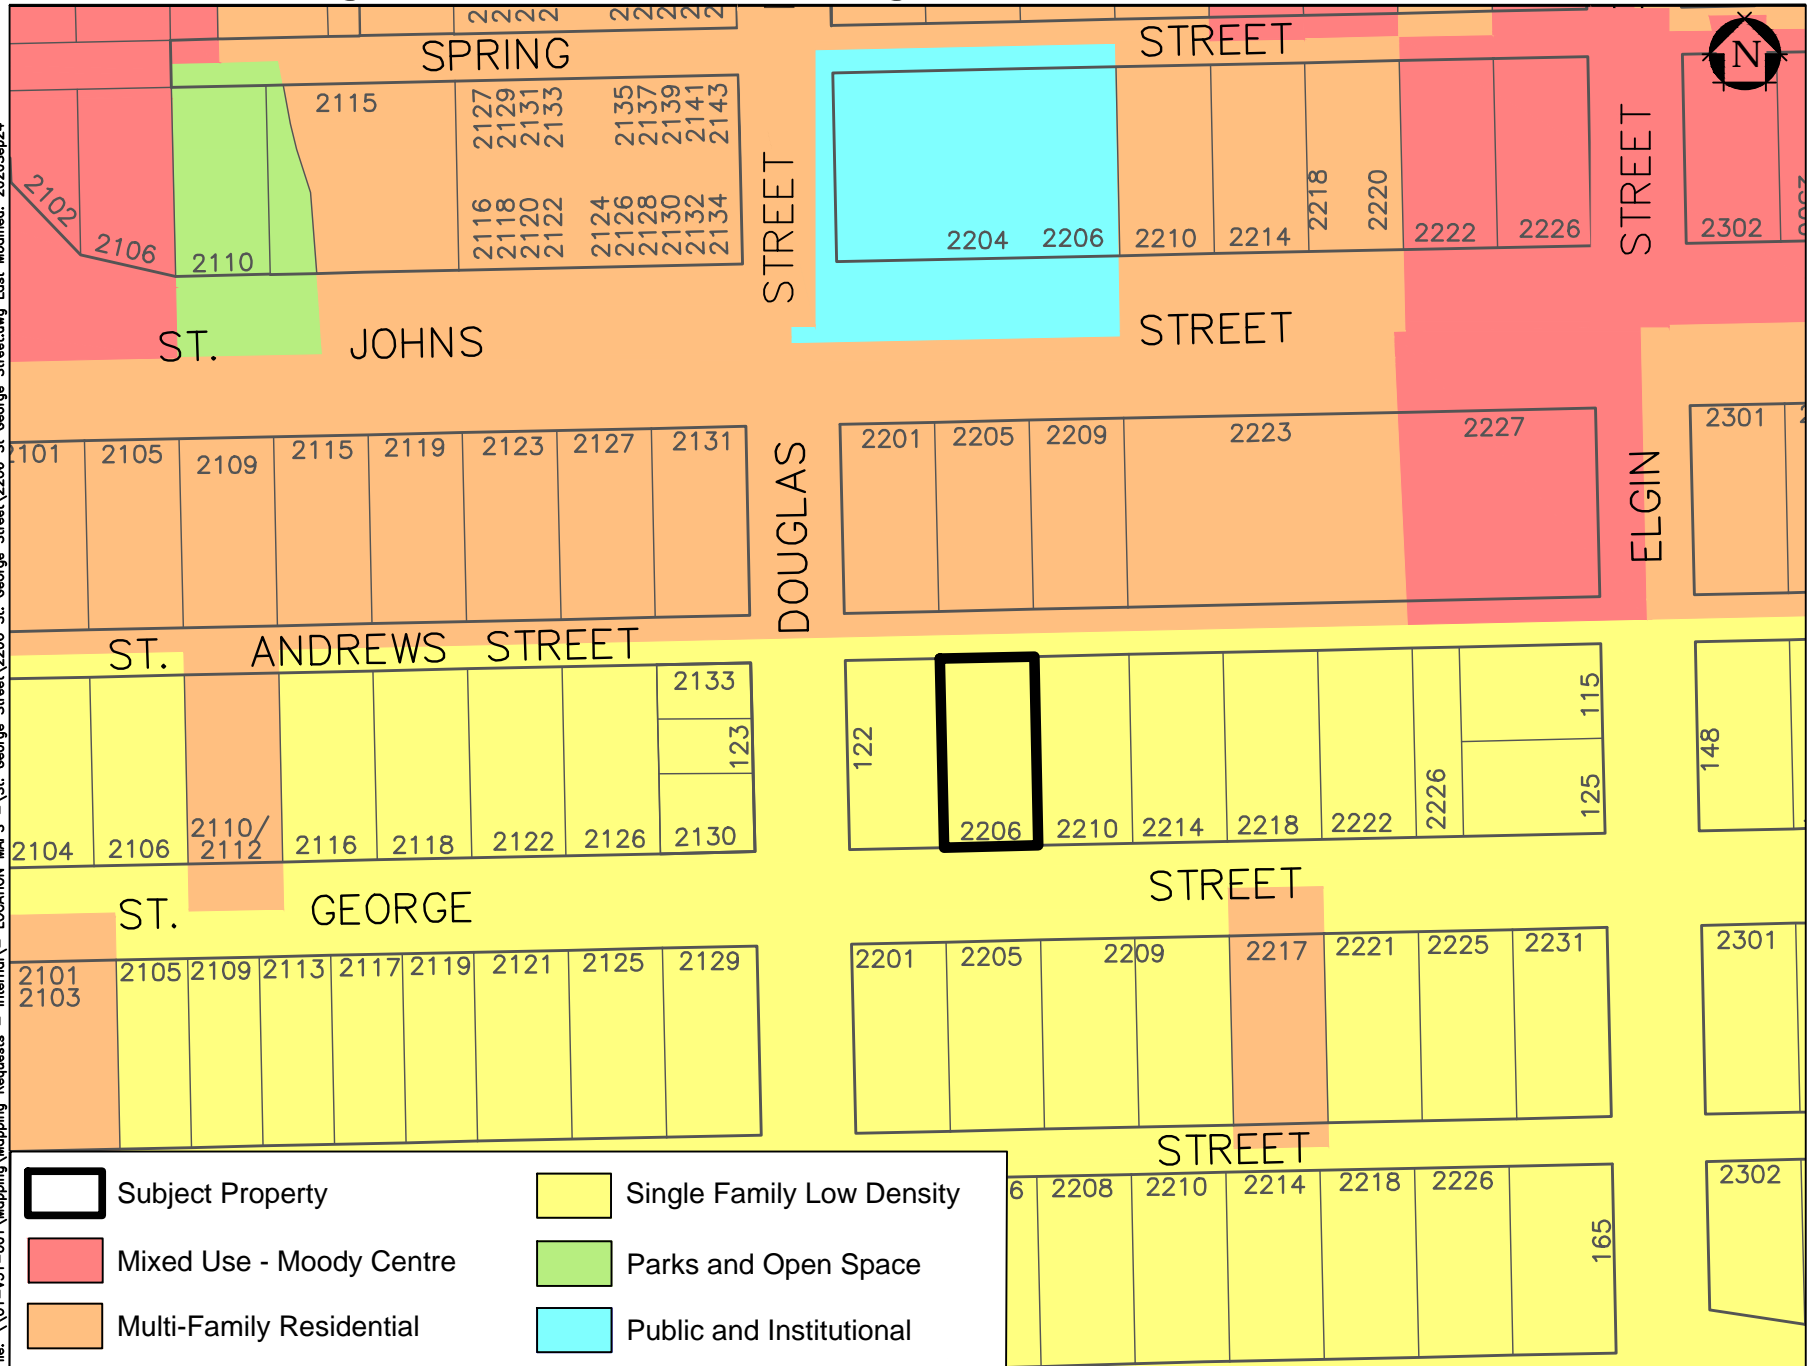 SPRING STREET
N
2115
2127 2129 2131 2133 2135 2137 2139 2141 2143
2116 2118 2120 2122 2124 2126 2128 2130 2132 2134
2102 2106 2110
STREET
2204 2206 2210 2214 2218 2220 2222 2226
STREET
2302
ST. JOHNS STREET
2101 2105 2109 2115 2119 2123 2127 2131
DOUGLAS
2201 2205 2209 2223 2227
ELGIN
2301
ST. ANDREWS STREET
2133
123
2104 2106 2110/ 2112 2116 2118 2122 2126 2130
122
2206 2210 2214 2218 2222 2226
115
125
148
ST. GEORGE STREET
2101
2103
2105 2109 2113 2117 2119 2121 2125 2129
2201 2205 2209 2217 2221 2225 2231
2301
STREET
6 2208 2210 2214 2218 2226
165
2302
Subject Property
Mixed Use - Moody Centre
Multi-Family Residential
Single Family Low Density
Parks and Open Space
Public and Institutional